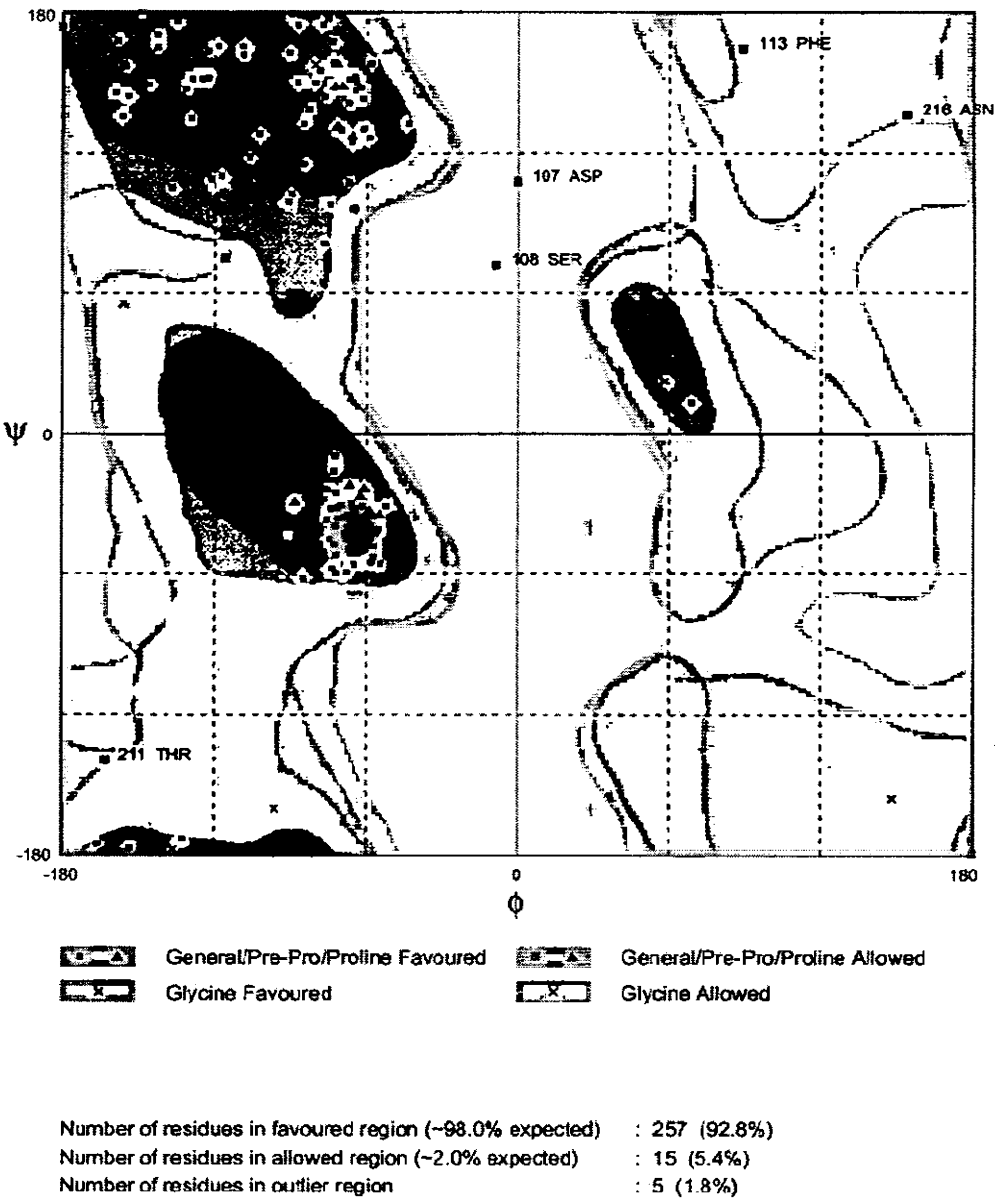 180
113 PHE
216 ASN
107 ASP
108 SER
Ψ 0
211 THR
-180
-180 0 180
ϕ
General/Pre-Pro/Proline Favoured General/Pre-Pro/Proline Allowed
Glycine Favoured Glycine Allowed
Number of residues in favoured region (~98.0% expected) : 257 (92.8%)
Number of residues in allowed region (~2.0% expected) : 15 (5.4%)
Number of residues in outlier region : 5 (1.8%)